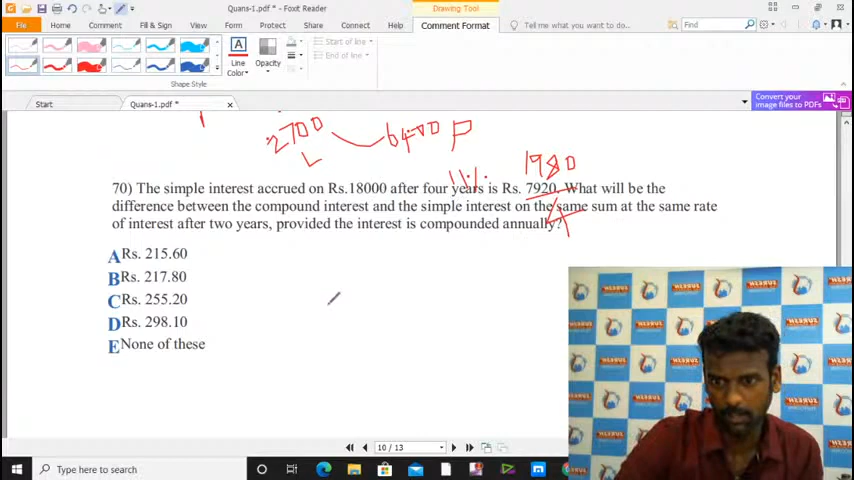 Quans-1.pdf * - Foxt Reader
Drawing Tool
File
Home
Comment
View
Form
Protect
Share
Connect
Help
Comment Format
Tell me what you want to do...
Find
Line
Color
Opacity
Start of line
End of line
Shape Style
Start
Quans-1.pdf *
Convert your
image files to PDFs
2700
6400 P
L
11%
1980
70) The simple interest accrued on Rs.18000 after four years is Rs. 7920. What will be the
4
difference between the compound interest and the simple interest on the same sum at the same rate
of interest after two years, provided the interest is compounded annually?
A Rs. 215.60
B Rs. 217.80
C Rs. 255.20
D Rs. 298.10
E None of these
10 / 13
Type here to search